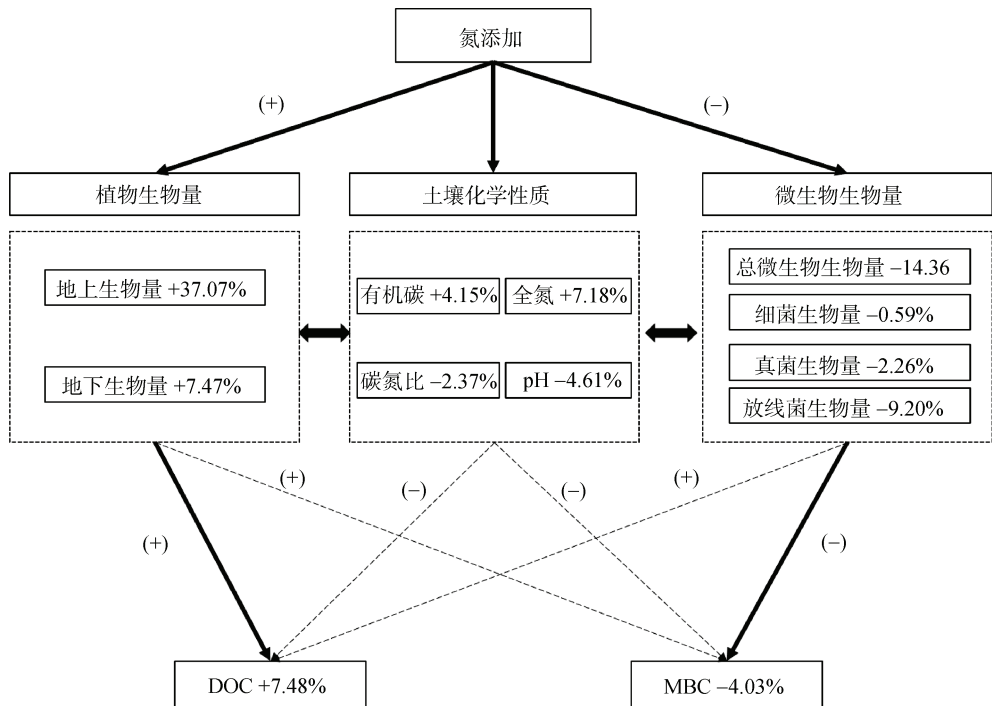 氮添加
(+)
(−)
植物生物量
土壤化学性质
微生物生物量
地上生物量 +37.07%
地下生物量 +7.47%
有机碳 +4.15%
全氮 +7.18%
碳氮比 −2.37%
pH −4.61%
总微生物生物量 −14.36
细菌生物量 −0.59%
真菌生物量 −2.26%
放线菌生物量 −9.20%
(+)
(−)
(−)
(+)
(+)
(−)
DOC +7.48%
MBC −4.03%